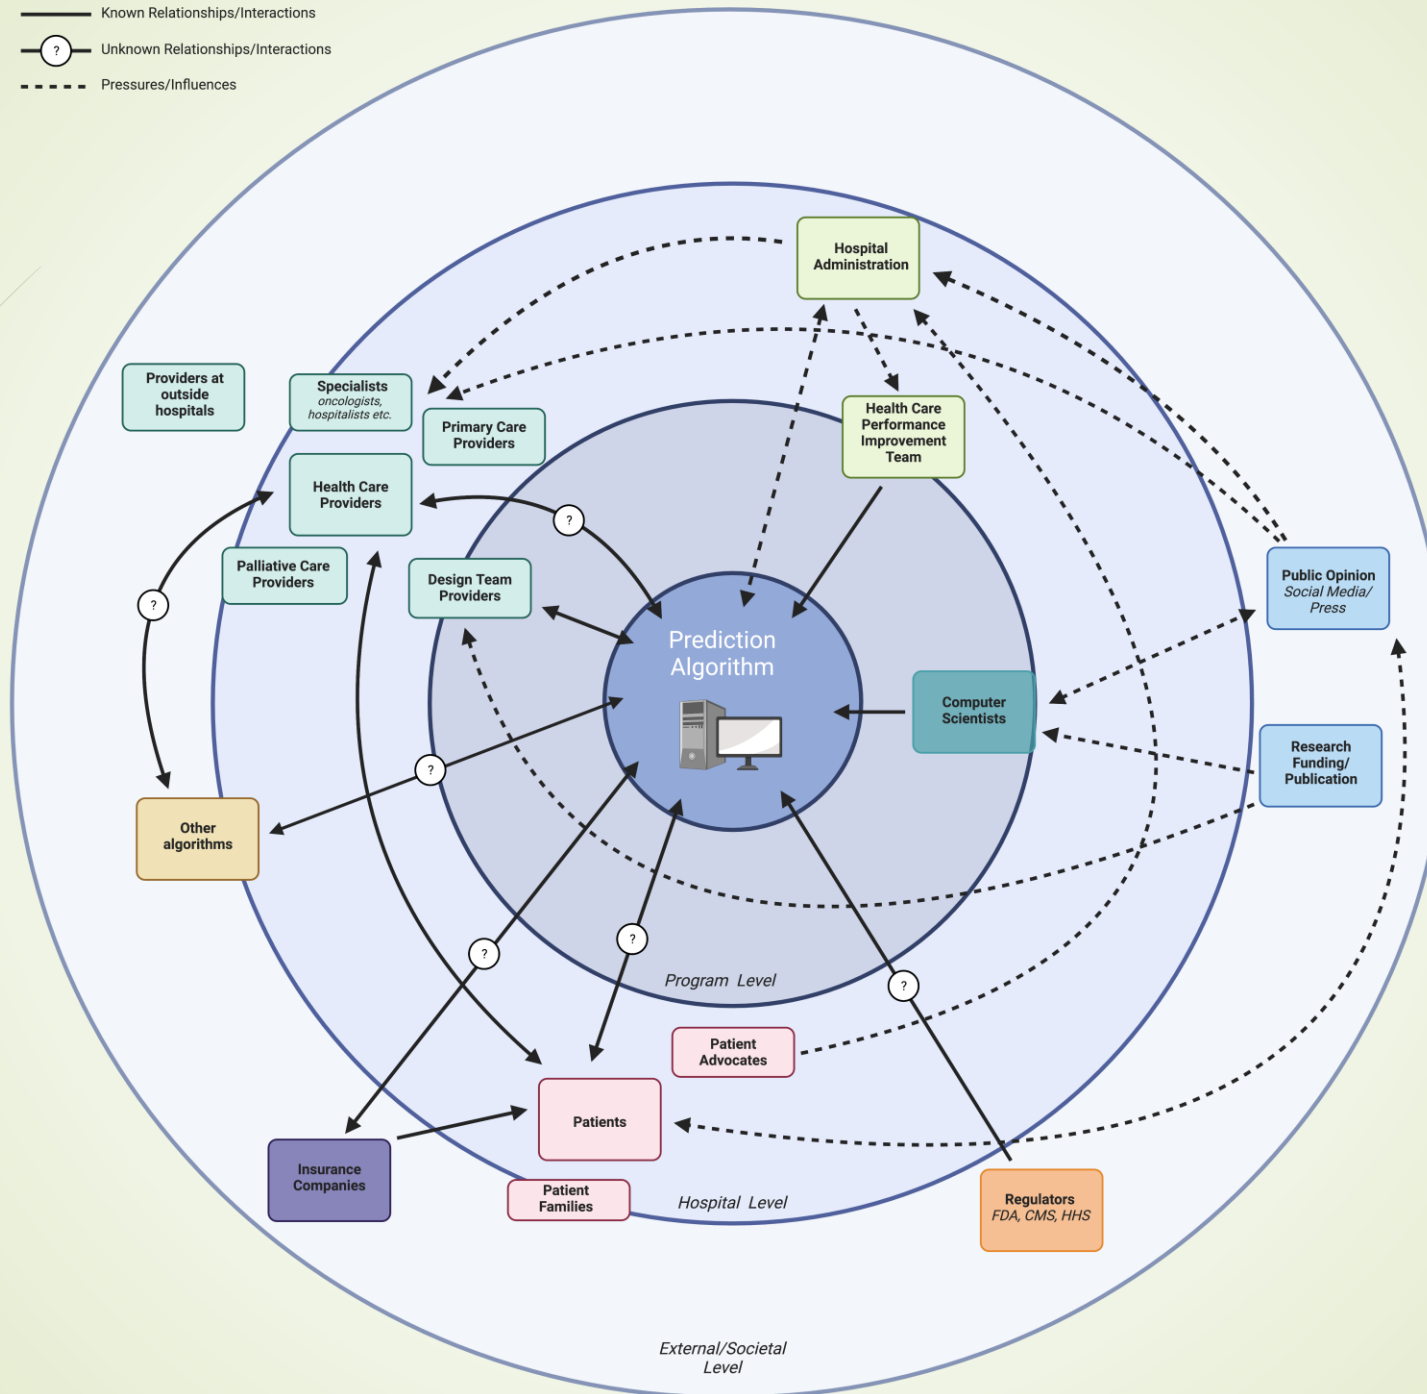 Known Relationships/Interactions
?
Unknown Relationships/Interactions
Pressures/Influences
Hospital
Administration
Providers at
outside
hospitals
Specialists
oncologists,
hospitalists etc.
Primary Care
Providers
Health Care
Performance
Improvement
Team
Health Care
Providers
?
Palliative Care
Providers
Design Team
Providers
?
Public Opinion
Social Media/
Press
Prediction
Algorithm
Computer
Scientists
Research
Funding/
Publication
?
Other
algorithms
?
?
?
Program Level
Patient
Advocates
Patients
Insurance
Companies
Patient
Families
Hospital Level
Regulators
FDA, CMS, HHS
External/Societal
Level